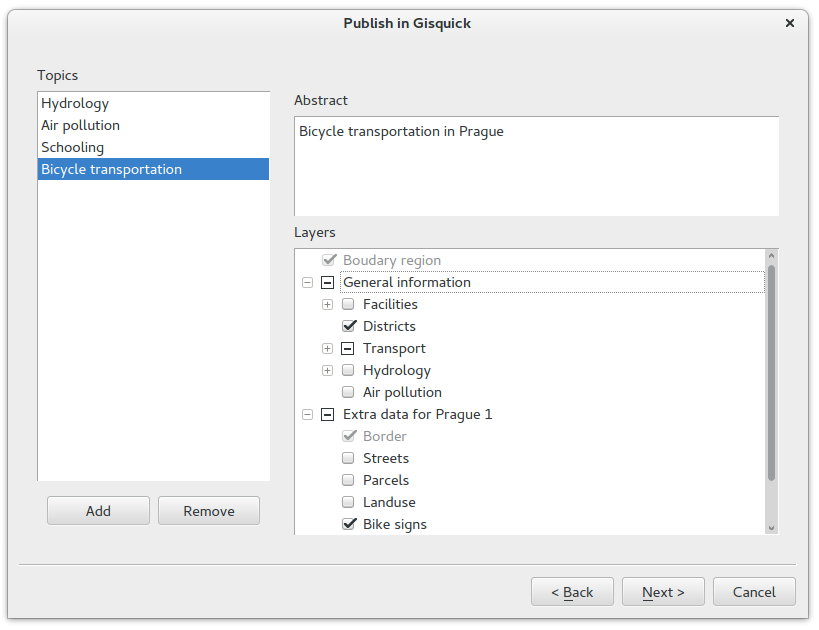 Publish in Gisquick
Topics
Hydrology
Air pollution
Schooling
Bicycle transportation
Add
Remove
Abstract
Bicycle transportation in Prague
Layers
Boudary region
General information
Facilities
Districts
Transport
Hydrology
Air pollution
Extra data for Prague 1
Border
Streets
Parcels
Landuse
Bike signs
< Back
Next >
Cancel